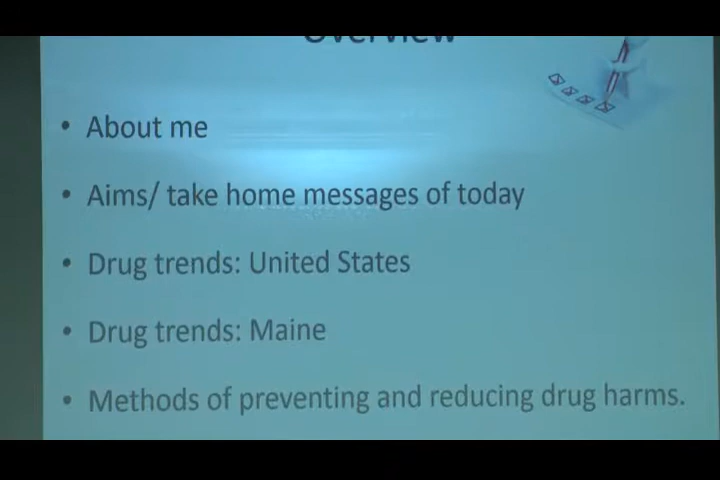 Overview
• About me
• Aims/ take home messages of today
• Drug trends: United States
• Drug trends: Maine
• Methods of preventing and reducing drug harms.